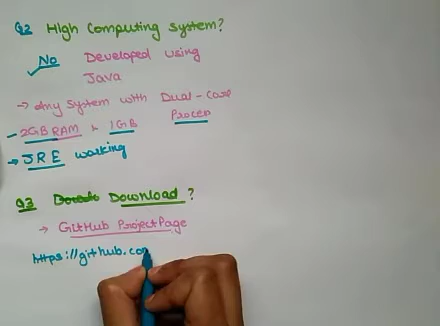 Q2 High Computing System?
No Developed using
Java
→ Any System with Dual-Core
Proces
- 2GB RAM & 1GB
→ JRE working
Q3 Download?
→ GitHub Project Page
https://github.co